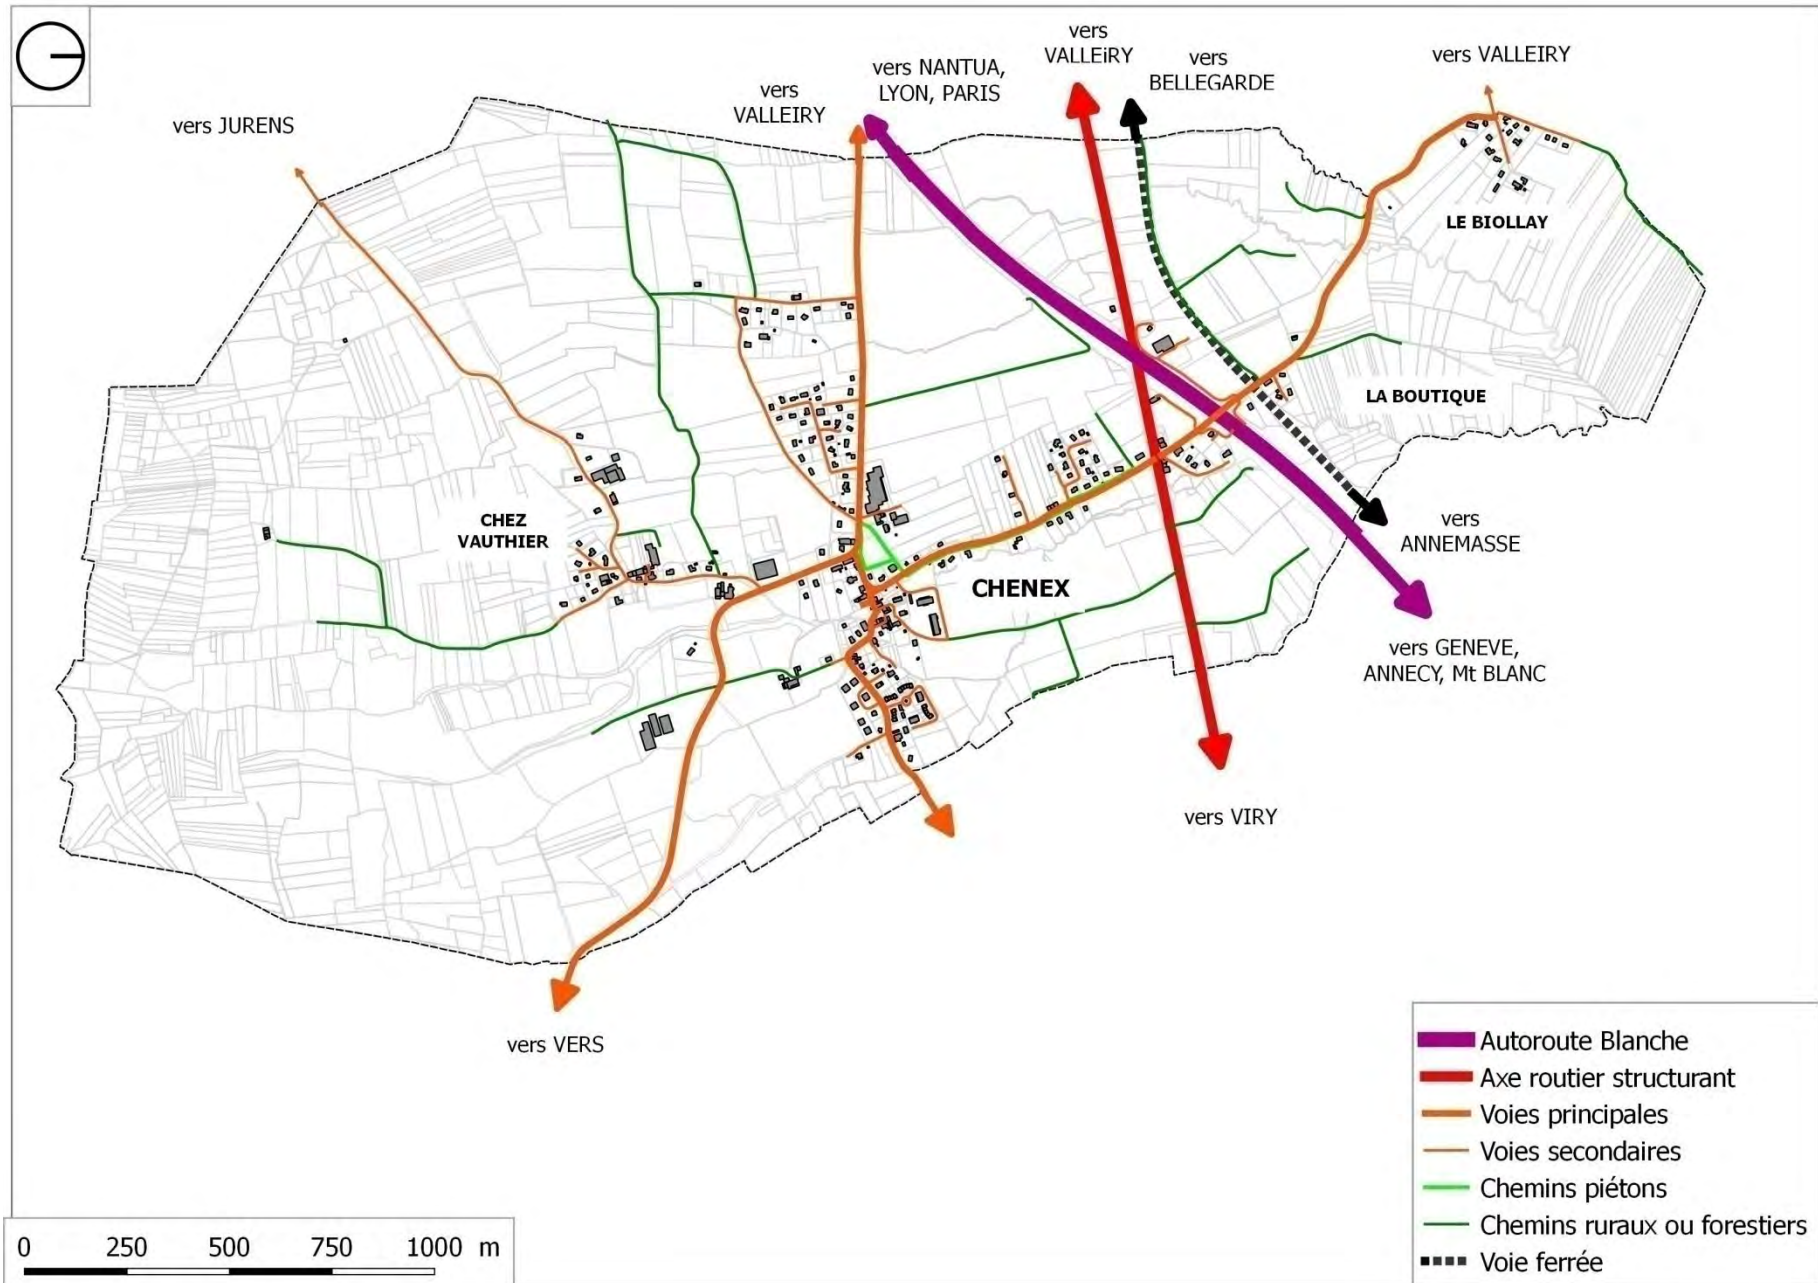 vers
VALLEiRY
vers NANTUA,
LYON, PARIS
vers
BELLEGARDE
vers VALLEIRY
vers
VALLEIRY
vers JURENS
LE BIOLLAY
LA BOUTIQUE
CHEZ
VAUTHIER
vers
ANNEMASSE
CHENEX
vers GENEVE,
ANNECY, Mt BLANC
vers VIRY
vers VERS
Autoroute Blanche
Axe routier structurant
Voies principales
Voies secondaires
Chemins piétons
Chemins ruraux ou forestiers
Voie ferrée
0 250 500 750 1000 m